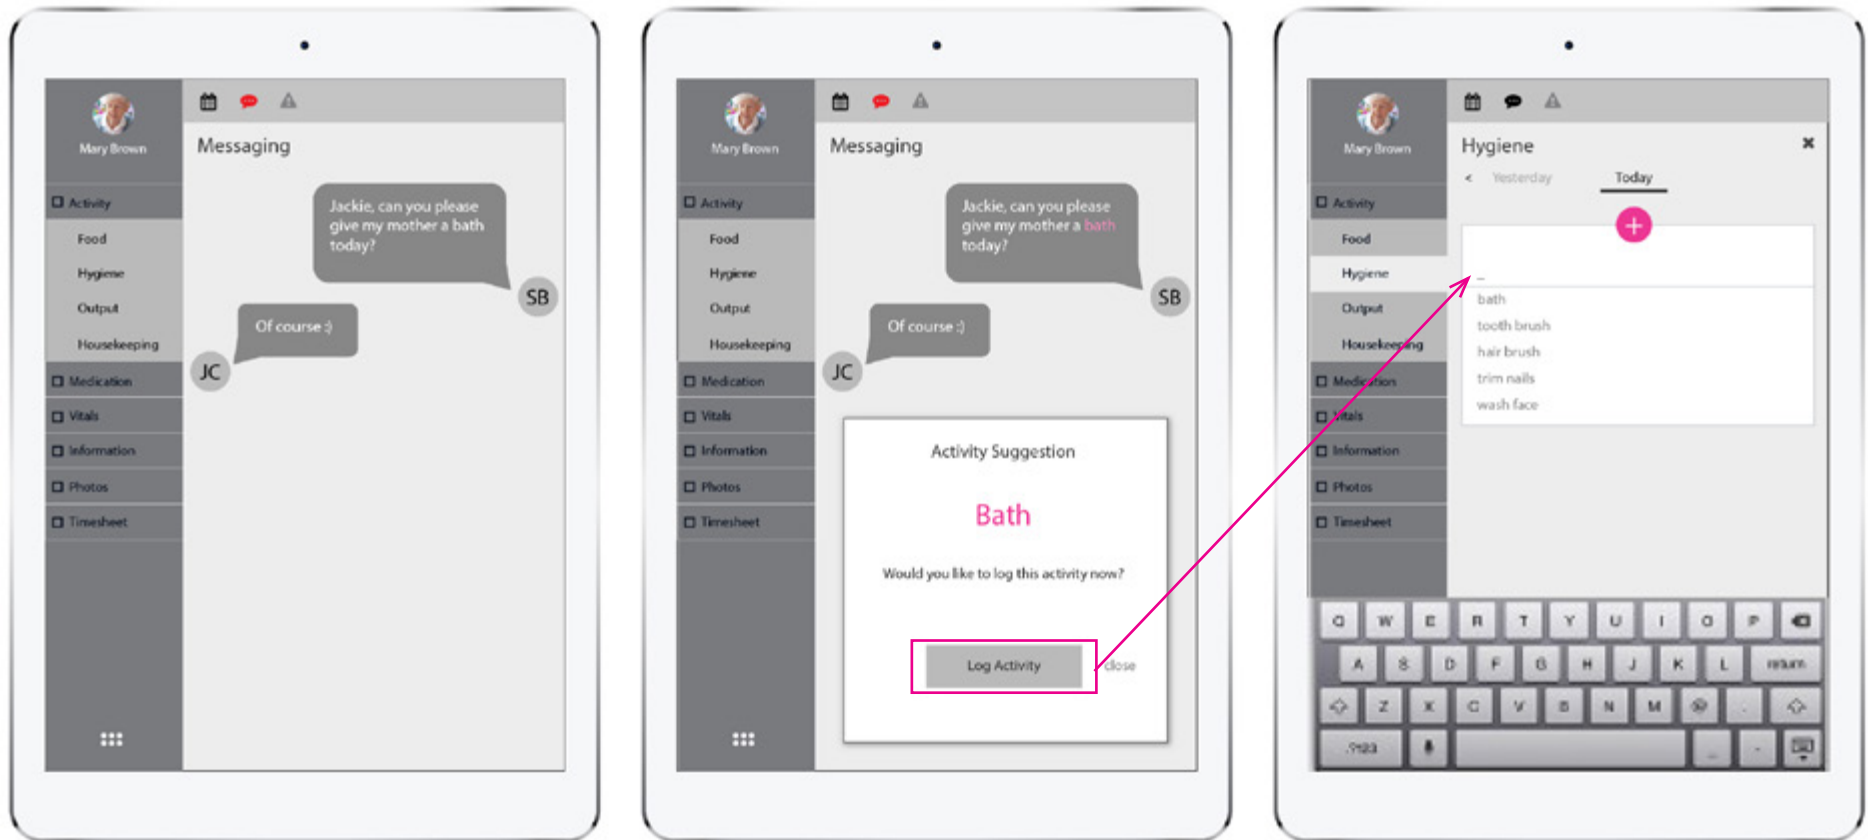 Mary Brown
Activity
Food
Hygiene
Output
Housekeeping
Medication
Vitals
Information
Photos
Timesheet
Messaging
Jackie, can you please
give my mother a bath
today?
SB
Of course :)
JC
Mary Brown
Activity
Food
Hygiene
Output
Housekeeping
Medication
Vitals
Information
Photos
Timesheet
Messaging
Jackie, can you please
give my mother a bath
today?
SB
Of course :)
JC
Activity Suggestion
Bath
Would you like to log this activity now?
Log Activity
close
Mary Brown
Activity
Food
Hygiene
Output
Housekeeping
Medication
Vitals
Information
Photos
Timesheet
Hygiene
< Yesterday Today
+
_
bath
tooth brush
hair brush
trim nails
wash face
Q W E R T Y U I O P
A S D F G H J K L return
Z X C V B N M @ .
.?123 _ -